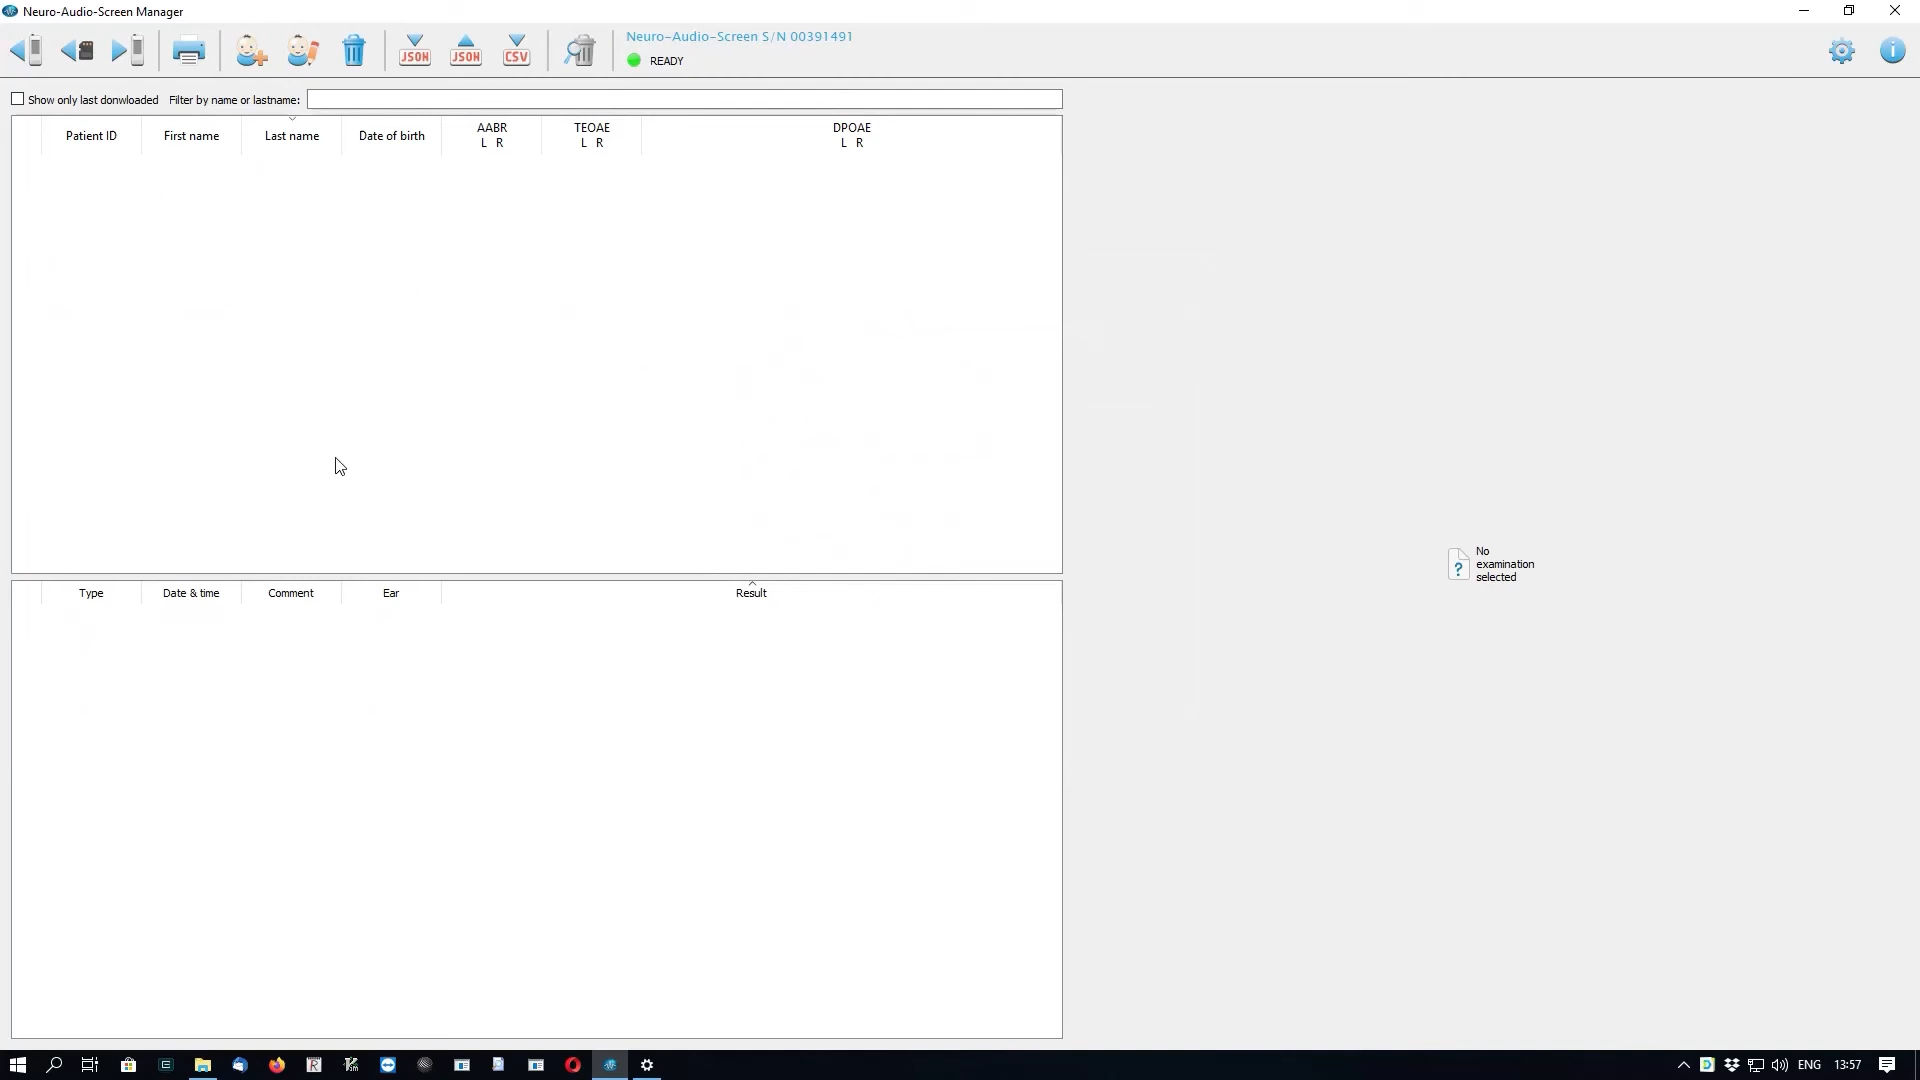 Neuro-Audio-Screen Manager
JSON
JSON
CSV
Neuro-Audio-Screen S/N 00391491
READY
Show only last donwloaded Filter by name or lastname:
Patient ID First name Last name Date of birth AABR TEOAE DPOAE
L R L R L R
No
examination
selected
Type Date & time Comment Ear Result
ENG 13:57